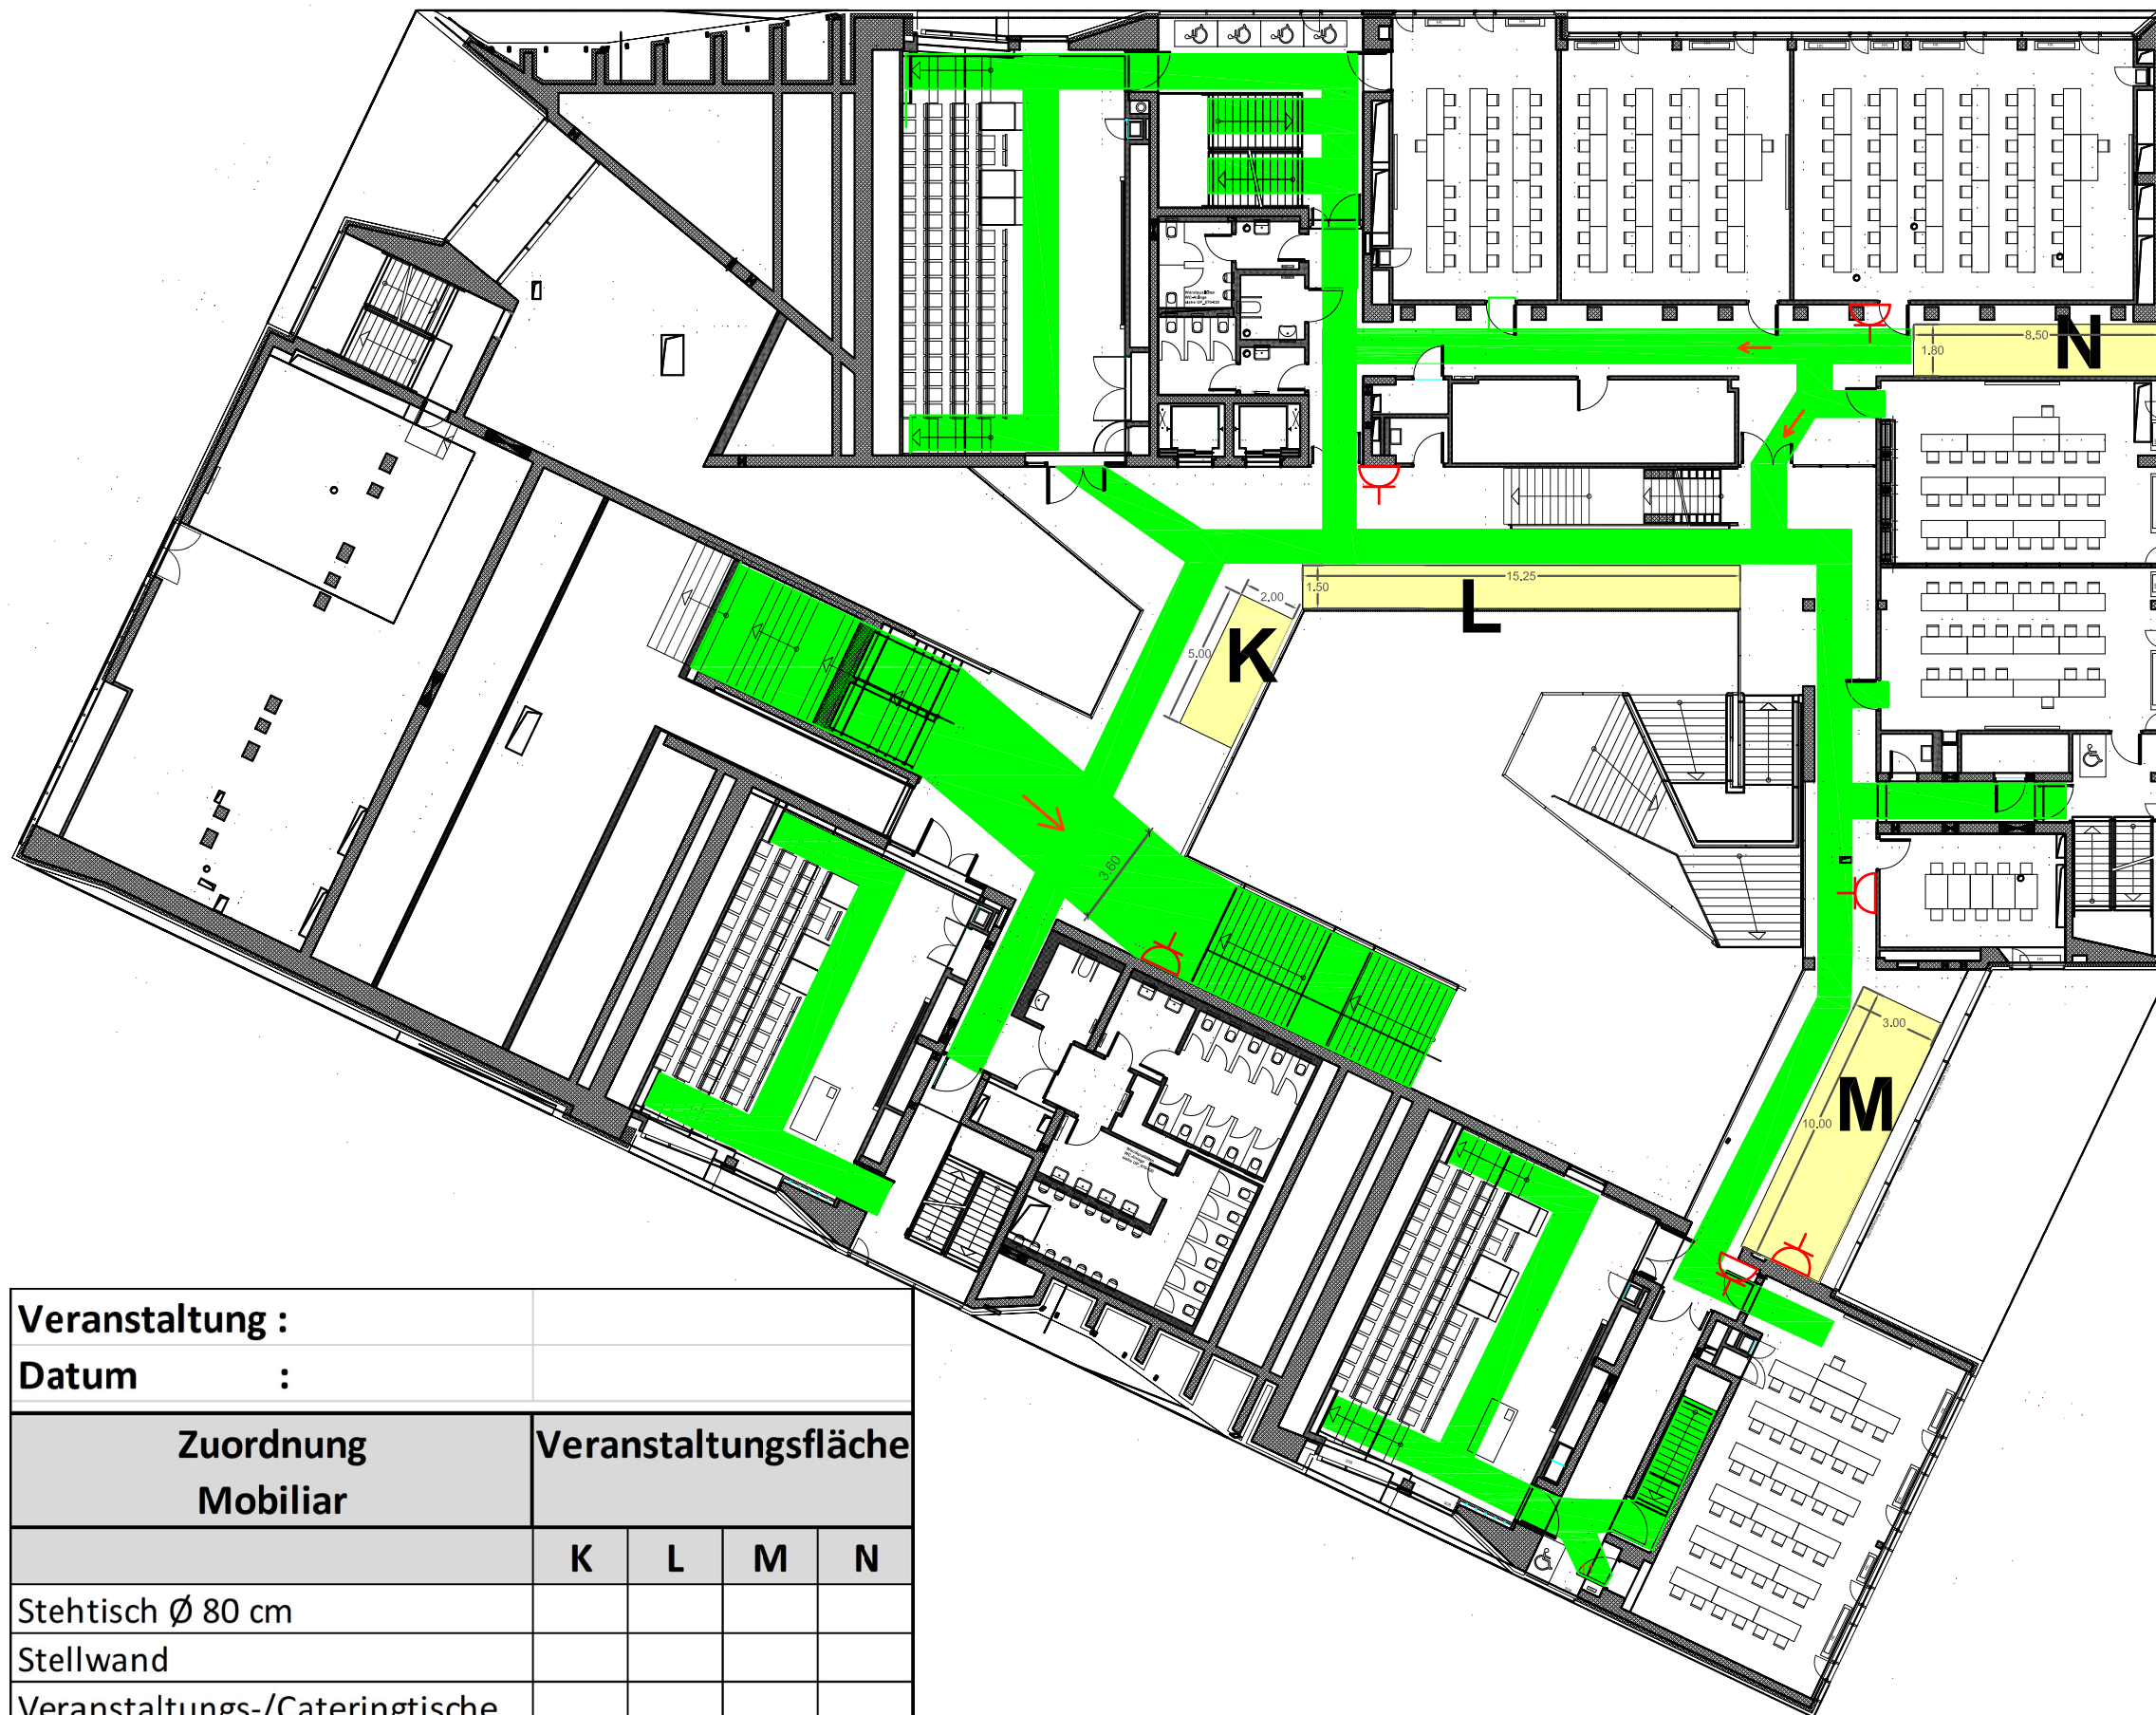 N
8.50
1.80
15.25
1.50
L
2.00
K
5.00
3.60
3.00
M
10.00
Veranstaltung :
Datum :
Zuordnung Mobiliar
Veranstaltungsfläche
K L M N
Stehtisch Ø 80 cm
Stellwand
Veranstaltungs-/Cateringtische